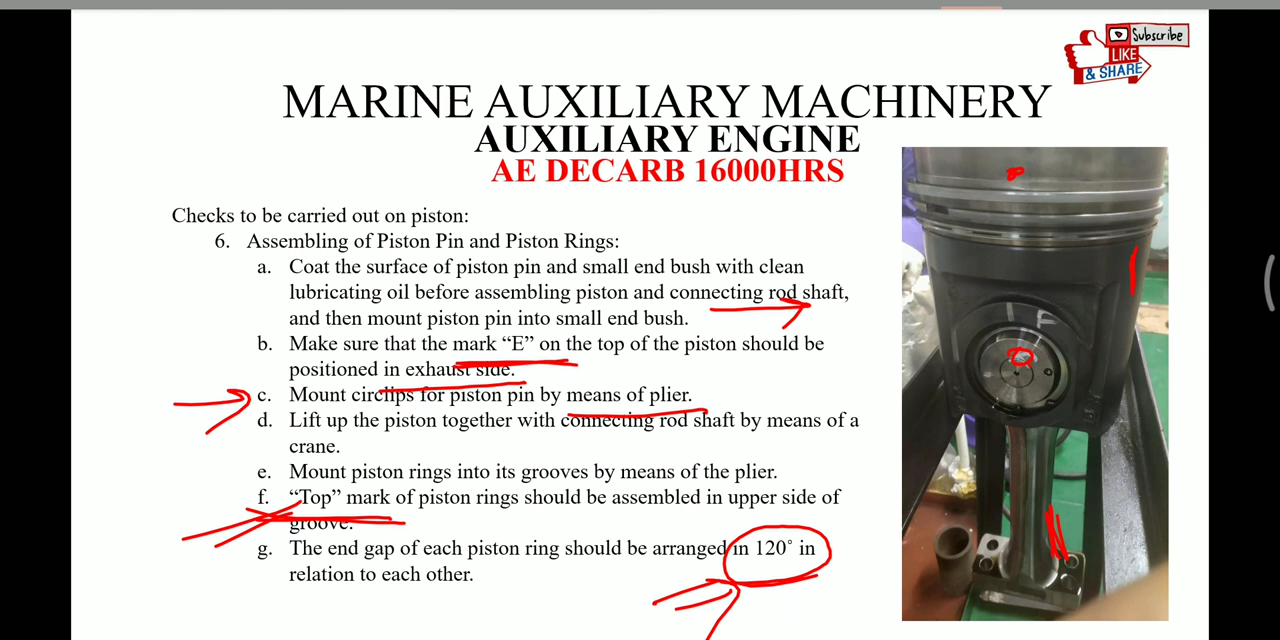 Subscribe
LIKE
& SHARE
MARINE AUXILIARY MACHINERY
AUXILIARY ENGINE
AE DECARB 16000HRS
Checks to be carried out on piston:
6. Assembling of Piston Pin and Piston Rings:
a. Coat the surface of piston pin and small end bush with clean
lubricating oil before assembling piston and connecting rod shaft,
and then mount piston pin into small end bush.
b. Make sure that the mark “E” on the top of the piston should be
positioned in exhaust side.
c. Mount circlips for piston pin by means of plier.
d. Lift up the piston together with connecting rod shaft by means of a
crane.
e. Mount piston rings into its grooves by means of the plier.
f. “Top” mark of piston rings should be assembled in upper side of
groove.
g. The end gap of each piston ring should be arranged in 120° in
relation to each other.